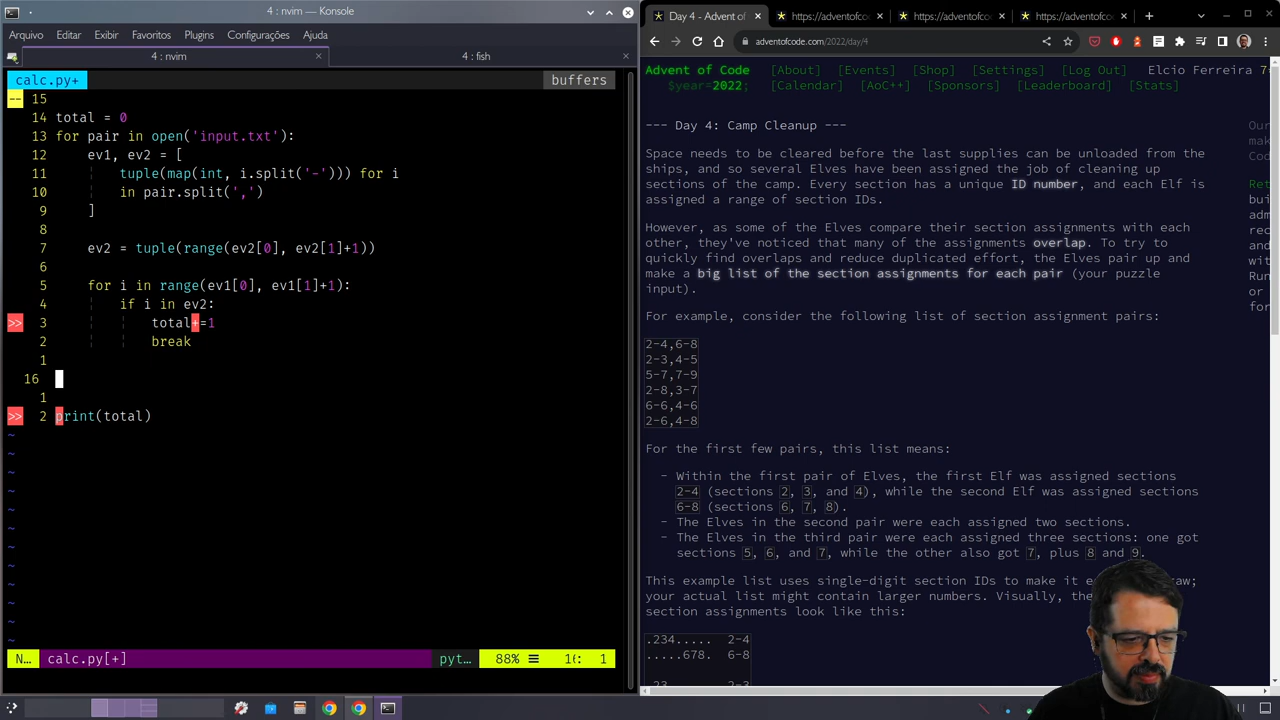 4 : nvim — Konsole
Arquivo Editar Exibir Favoritos Plugins Configurações Ajuda
4 : nvim
4 : fish
calc.py+
buffers
-- 15
14 total = 0
13 for pair in open('input.txt'):
12 ev1, ev2 = [
11 tuple(map(int, i.split('-'))) for i
10 in pair.split(',')
9 ]
8
7 ev2 = tuple(range(ev2[0], ev2[1]+1))
6
5 for i in range(ev1[0], ev1[1]+1):
4 if i in ev2:
>> 3 total+=1
2 break
1
16
1
>> 2 print(total)
~
~
~
~
~
~
~
~
~
~
~
~
N… calc.py[+] pyt… 88% ☰ 16: 1
Day 4 - Advent of
https://adventofco
https://adventofco
https://adventofco
adventofcode.com/2022/day/4
Advent of Code [About] [Events] [Shop] [Settings] [Log Out] Elcio Ferreira 7*
$year=2022; [Calendar] [AoC++] [Sponsors] [Leaderboard] [Stats]
--- Day 4: Camp Cleanup ---
Space needs to be cleared before the last supplies can be unloaded from the
ships, and so several Elves have been assigned the job of cleaning up
sections of the camp. Every section has a unique ID number, and each Elf is
assigned a range of section IDs.
However, as some of the Elves compare their section assignments with each
other, they've noticed that many of the assignments overlap. To try to
quickly find overlaps and reduce duplicated effort, the Elves pair up and
make a big list of the section assignments for each pair (your puzzle
input).
For example, consider the following list of section assignment pairs:
2-4,6-8
2-3,4-5
5-7,7-9
2-8,3-7
6-6,4-6
2-6,4-8
For the first few pairs, this list means:
- Within the first pair of Elves, the first Elf was assigned sections
2-4 (sections 2, 3, and 4), while the second Elf was assigned sections
6-8 (sections 6, 7, 8).
- The Elves in the second pair were each assigned two sections.
- The Elves in the third pair were each assigned three sections: one got
sections 5, 6, and 7, while the other also got 7, plus 8 and 9.
This example list uses single-digit section IDs to make it
your actual list might contain larger numbers. Visually,
section assignments look like this:
.234..... 2-4
.....678. 6-8
Our